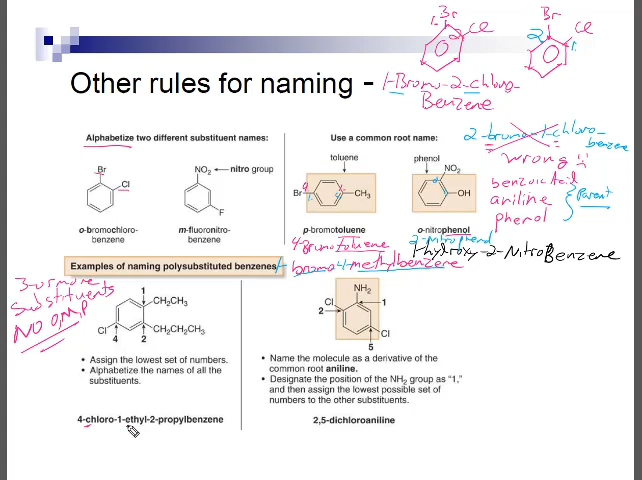 Br
1.
2
Cl
Br
2
Cl
1.
Other rules for naming - 1-Bromo-2-chloro-
Benzene
Alphabetize two different substituent names:
Br
Cl
o-bromochloro-
benzene
NO2 nitro group
F
m-fluoronitro-
benzene
Use a common root name:
toluene
Br
CH3
p-bromotoluene
phenol
NO2
OH
o-nitrophenol
2-bromo-1-chloro-
benzene
wrong
benzoic Acid
aniline
phenol
Parent
4-Bromotoluene
2-nitrophenol
1-hydroxy-2-NitroBenzene
1-
bromo-4-methylbenzene
Examples of naming polysubstituted benzenes
3-or more
substituents
NO O,M,P
1
CH2CH3
CH2CH2CH3
Cl
4
2
• Assign the lowest set of numbers.
• Alphabetize the names of all the
substituents.
4-chloro-1-ethyl-2-propylbenzene
NH2
Cl
2
1
Cl
5
• Name the molecule as a derivative of the
common root aniline.
• Designate the position of the NH2 group as "1,"
and then assign the lowest possible set of
numbers to the other substituents.
2,5-dichloroaniline